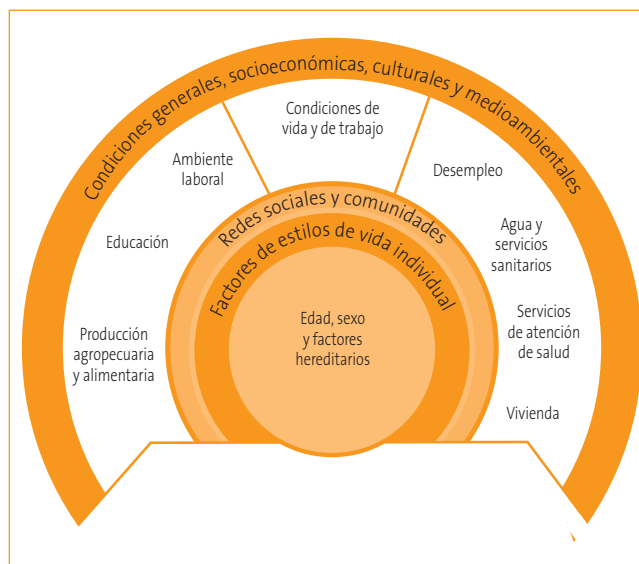 Condiciones generales, socioeconómicas, culturales y medioambientales
Condiciones de
vida y de trabajo
Ambiente
laboral
Desempleo
Redes sociales y comunidades
Educación
Agua y
servicios
sanitarios
Factores de estilos de vida individual
Edad, sexo
y factores
hereditarios
Servicios
de atención
de salud
Producción
agropecuaria
y alimentaria
Vivienda